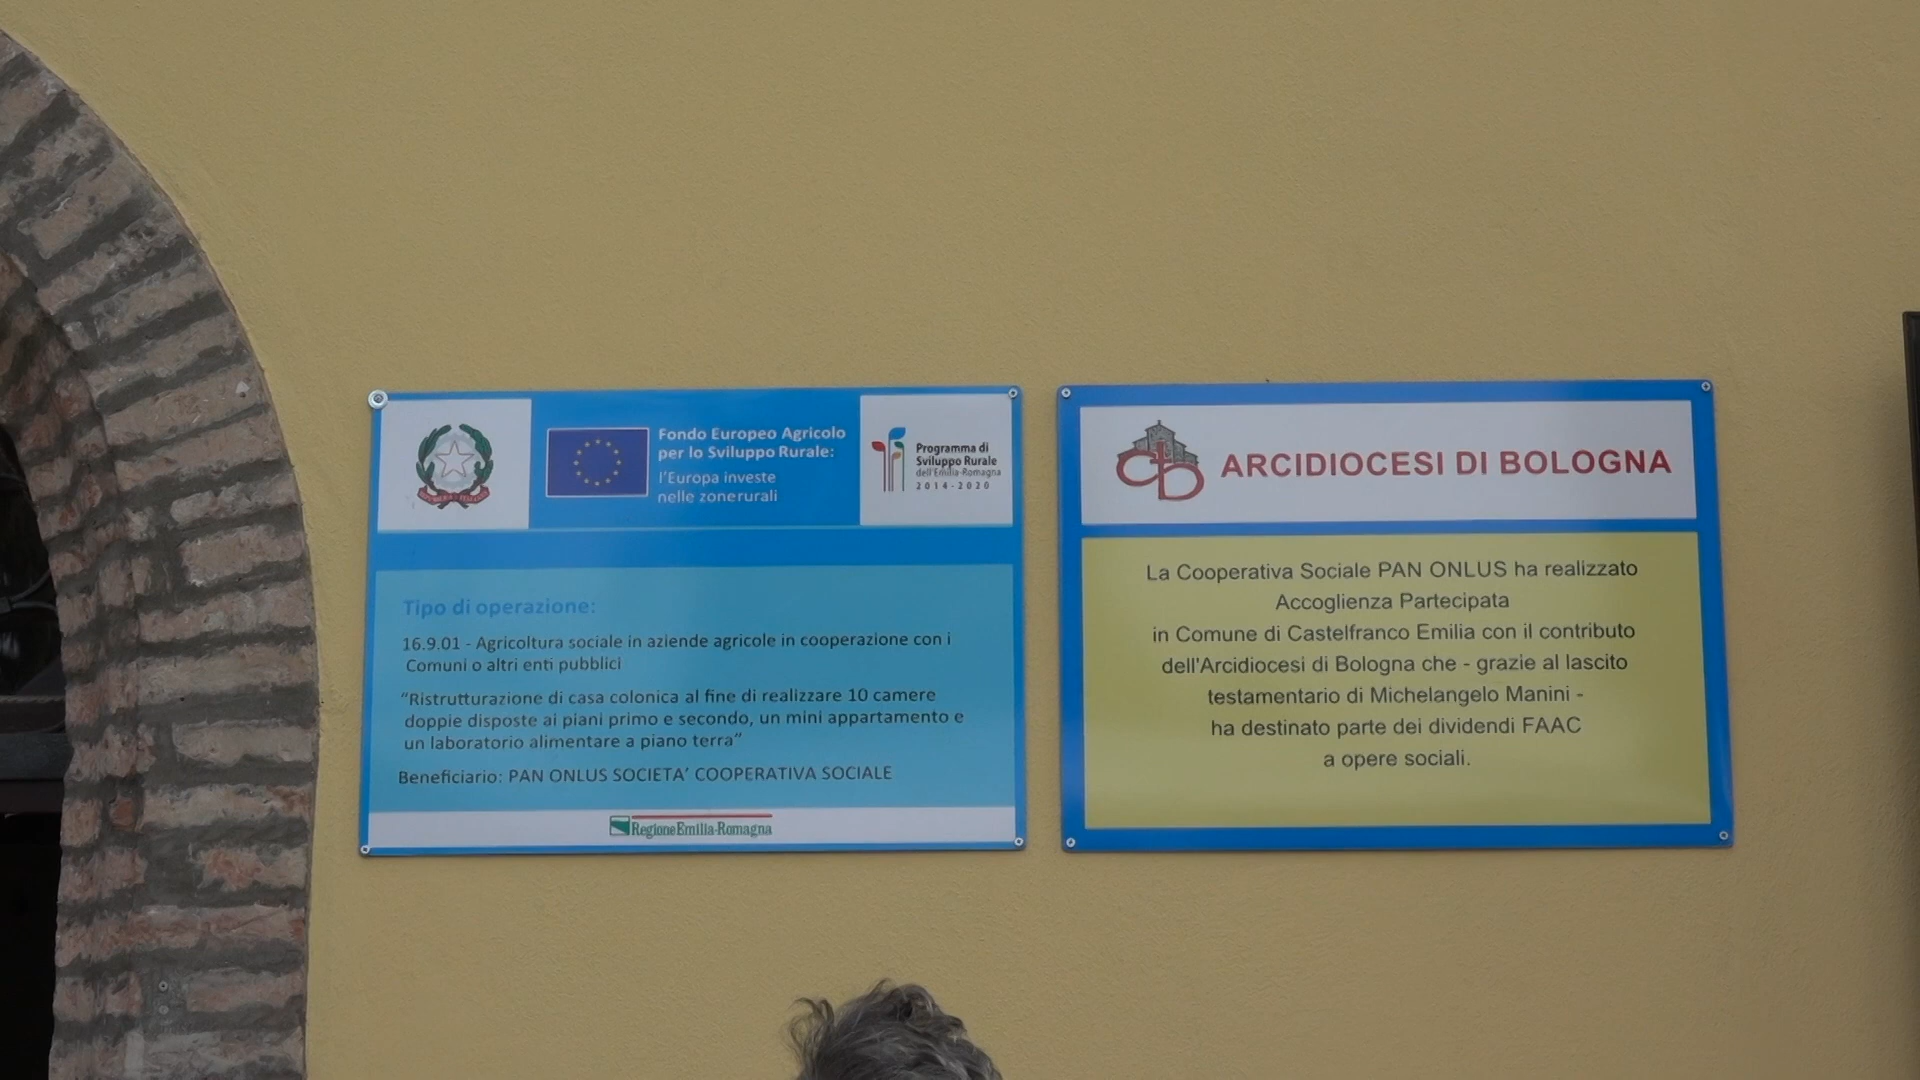 Fondo Europeo Agricolo
per lo Sviluppo Rurale:
l'Europa investe
nelle zonerurali
Programma di
Sviluppo Rurale
dell'Emilia-Romagna
2014-2020
Tipo di operazione:
16.9.01 - Agricoltura sociale in aziende agricole in cooperazione con i
Comuni o altri enti pubblici
“Ristrutturazione di casa colonica al fine di realizzare 10 camere
doppie disposte ai piani primo e secondo, un mini appartamento e
un laboratorio alimentare a piano terra”
Beneficiario: PAN ONLUS SOCIETA’ COOPERATIVA SOCIALE
RegioneEmilia-Romagna
ARCIDIOCESI DI BOLOGNA
La Cooperativa Sociale PAN ONLUS ha realizzato
Accoglienza Partecipata
in Comune di Castelfranco Emilia con il contributo
dell'Arcidiocesi di Bologna che - grazie al lascito
testamentario di Michelangelo Manini -
ha destinato parte dei dividendi FAAC
a opere sociali.